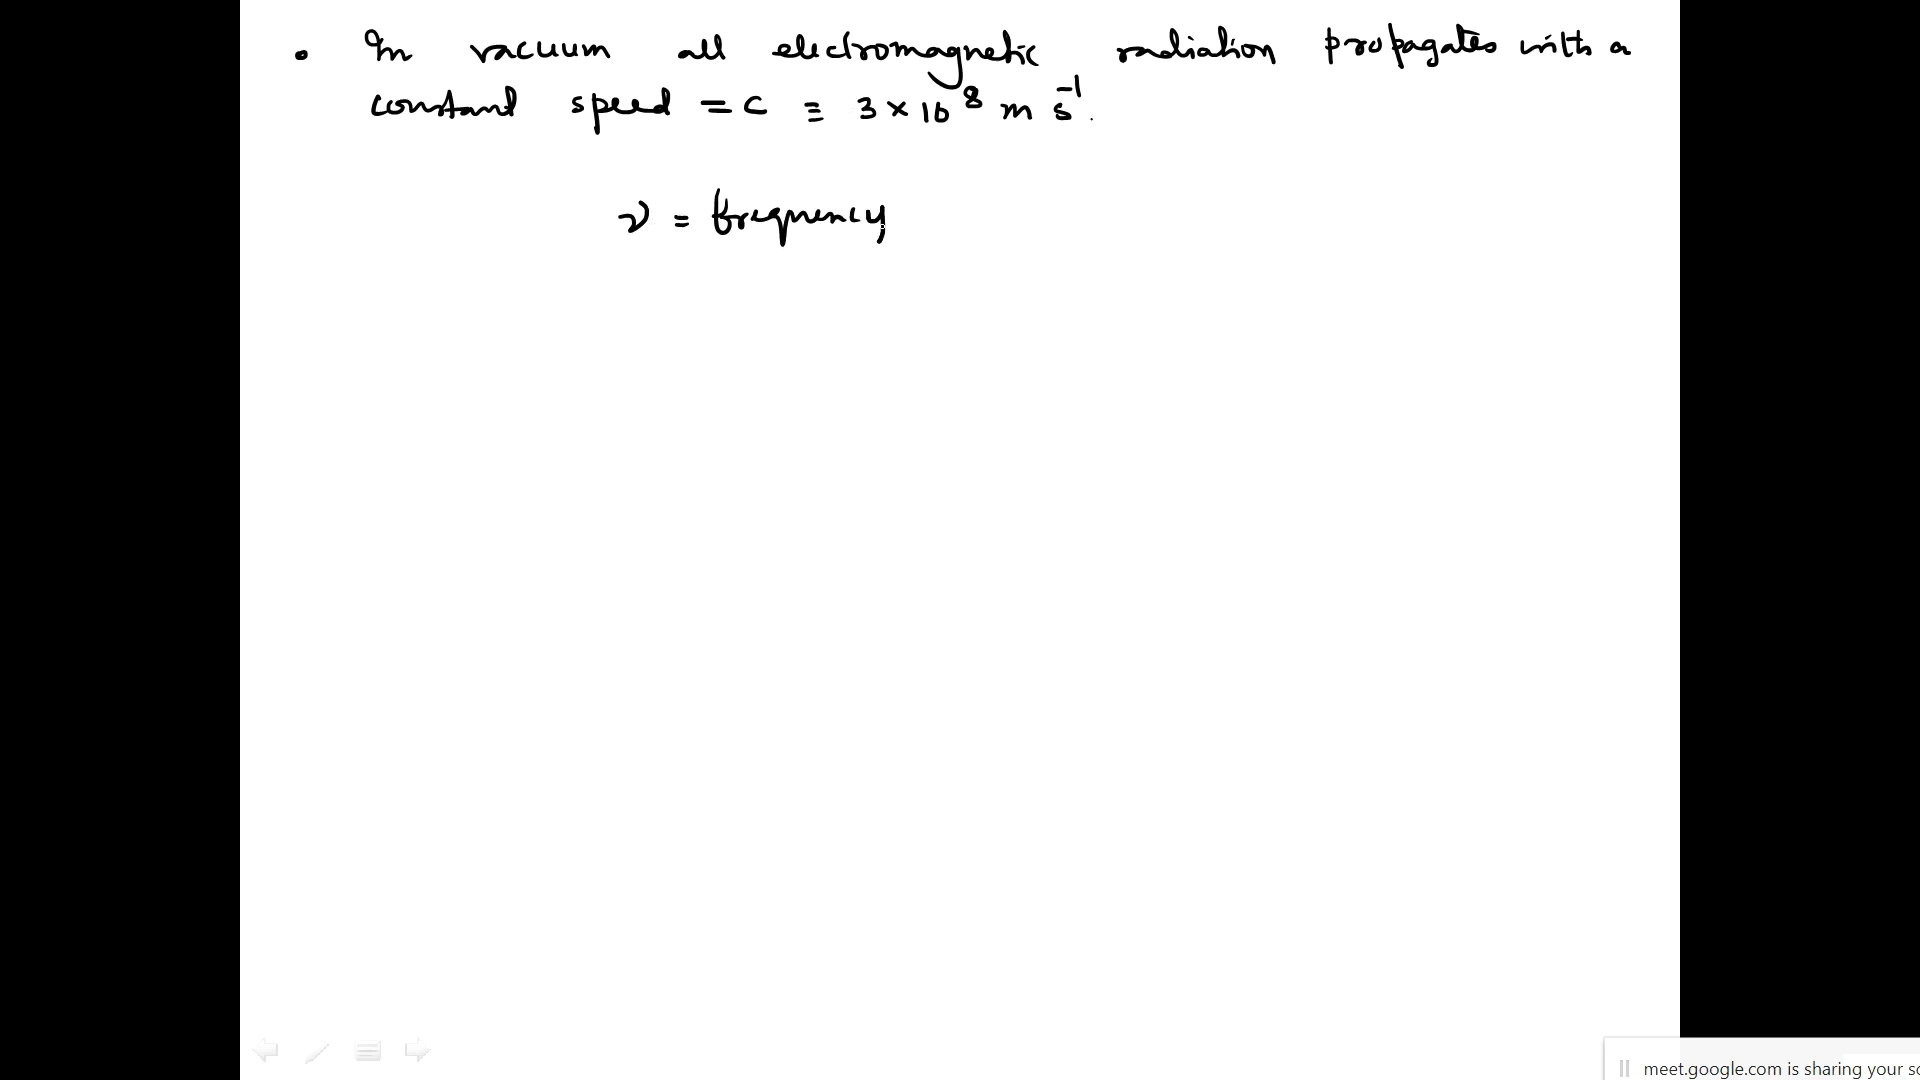 • In vacuum all electromagnetic radiation propagates with a
constant speed = c ≡ 3 × 10⁸ m s⁻¹.
ν = frequency
meet.google.com is sharing your sc